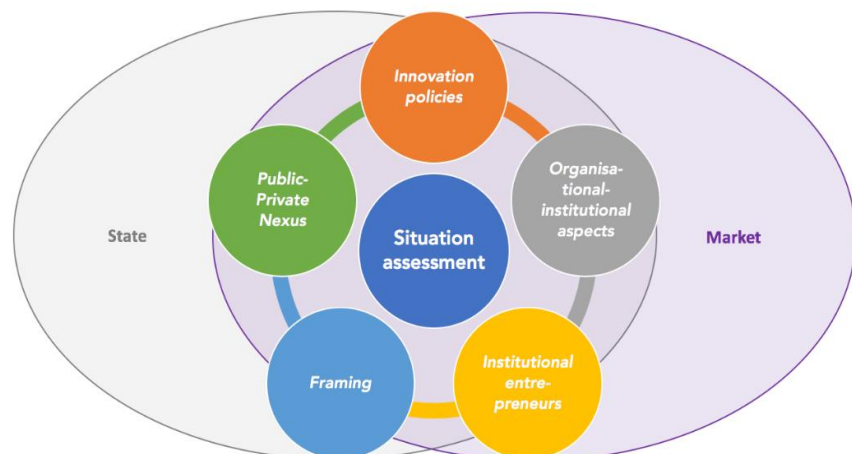 Innovation
policies
Public-
Private
Nexus
Organisa-
tional-
institutional
aspects
State
Situation
assessment
Market
Framing
Institutional
entre-
preneurs